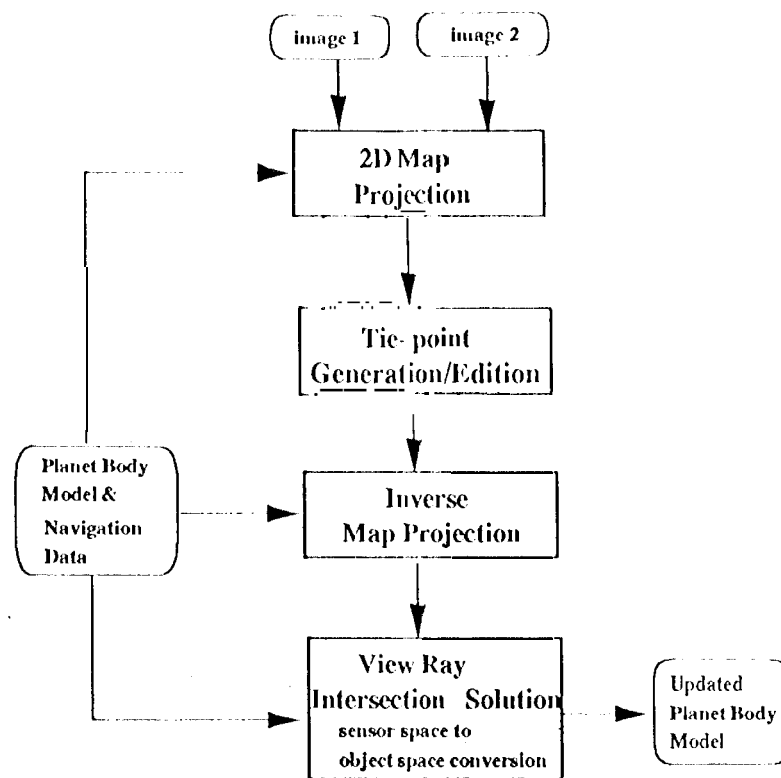 image 1
image 2
2D Map
Projection
Tie-point
Generation/Edition
Planet Body
Model &
Navigation
Data
Inverse
Map Projection
View Ray
Intersection Solution
sensor space to
object space conversion
Updated
Planet Body
Model